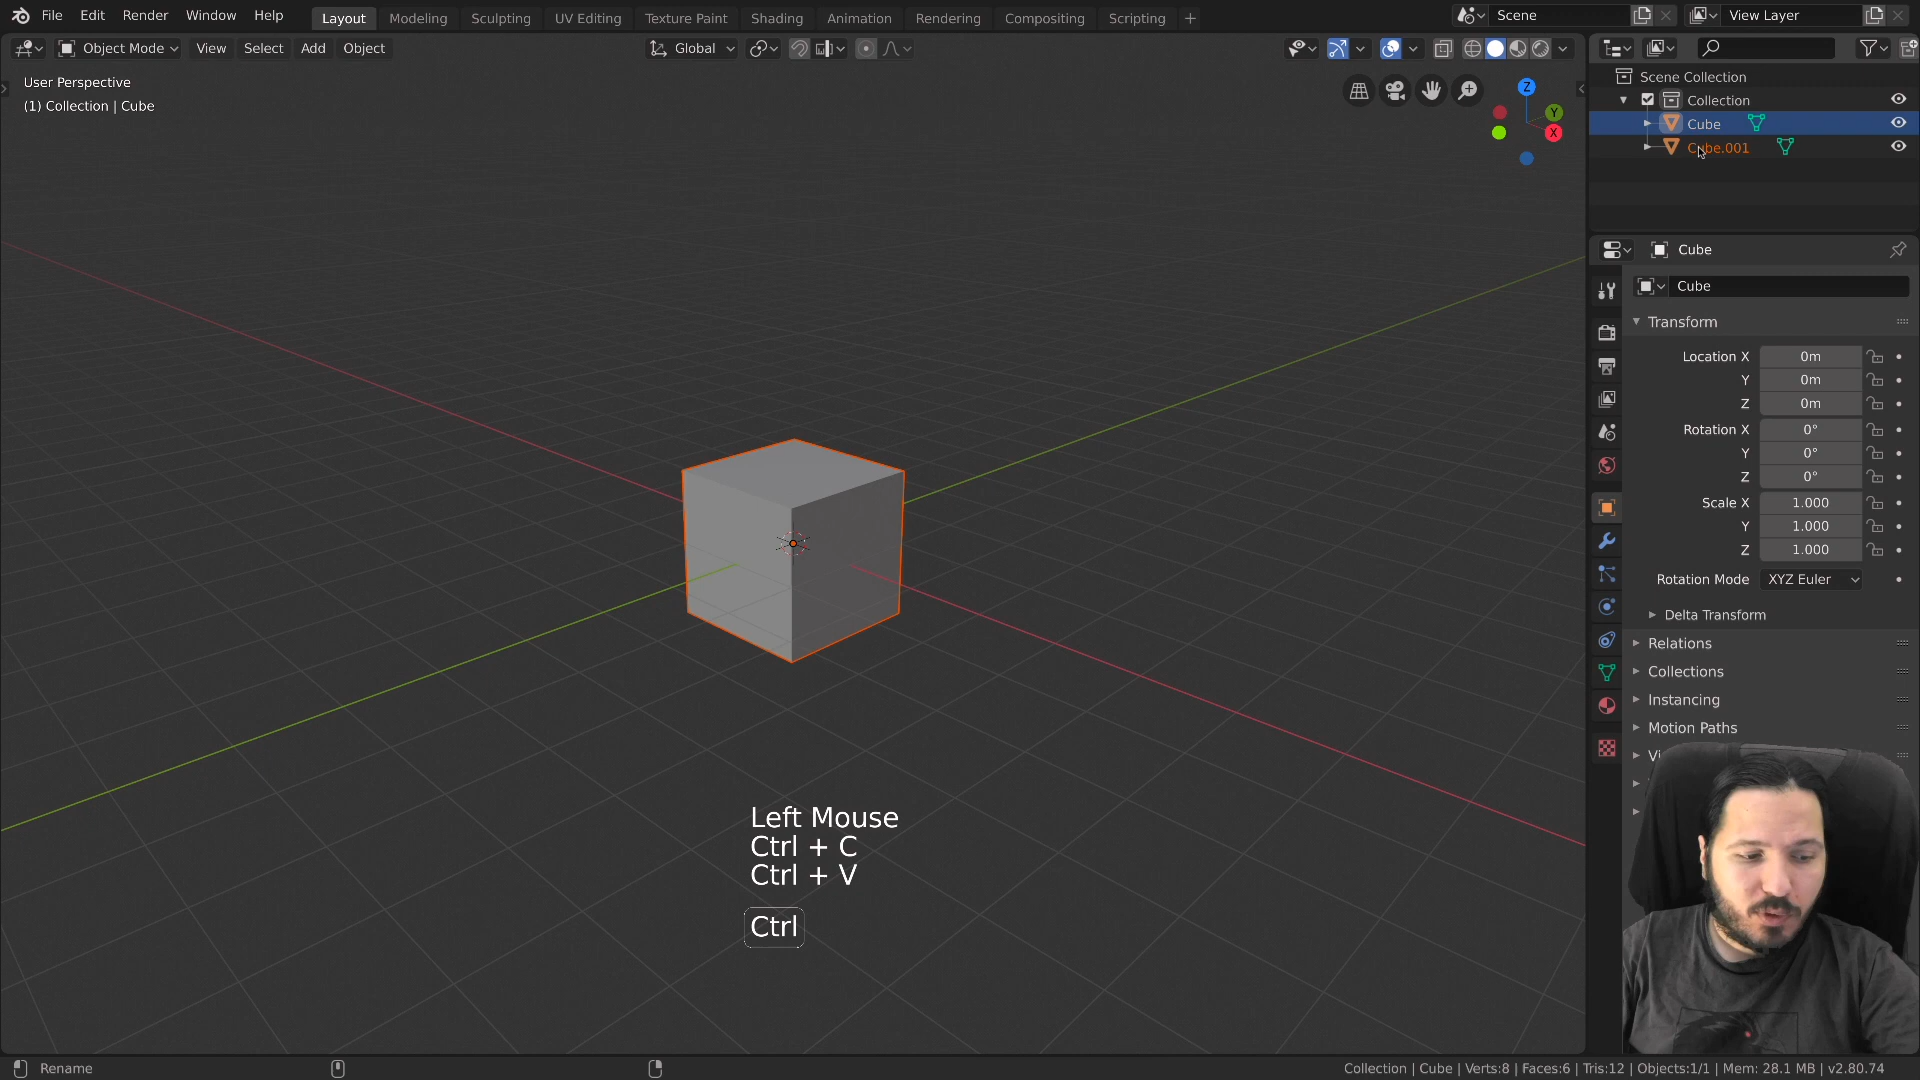 File Edit Render Window Help Layout Modeling Sculpting UV Editing Texture Paint Shading Animation Rendering Compositing Scripting + Scene View Layer
Object Mode View Select Add Object Global
User Perspective
(1) Collection | Cube
Z
Y
X
Scene Collection
Collection
Cube
Cube.001
Cube
Cube
Transform
Location X 0m
Y 0m
Z 0m
Rotation X 0°
Y 0°
Z 0°
Scale X 1.000
Y 1.000
Z 1.000
Rotation Mode XYZ Euler
Delta Transform
Relations
Collections
Instancing
Motion Paths
Vi
Left Mouse
Ctrl + C
Ctrl + V
Ctrl
Rename
Collection | Cube | Verts:8 | Faces:6 | Tris:12 | Objects:1/1 | Mem: 28.1 MB | v2.80.74